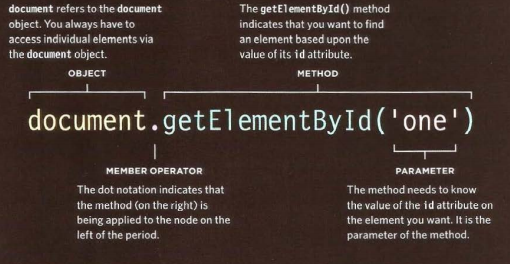 document refers to the document
object. You always have to
access individual elements via
the document object.
The getElementById() method
indicates that you want to find
an element based upon the
value of its id attribute.
OBJECT
METHOD
document.getElementById('one')
MEMBER OPERATOR
The dot notation indicates that
the method (on the right) is
being applied to the node on the
left of the period.
PARAMETER
The method needs to know
the value of the id attribute on
the element you want. It is the
parameter of the method.